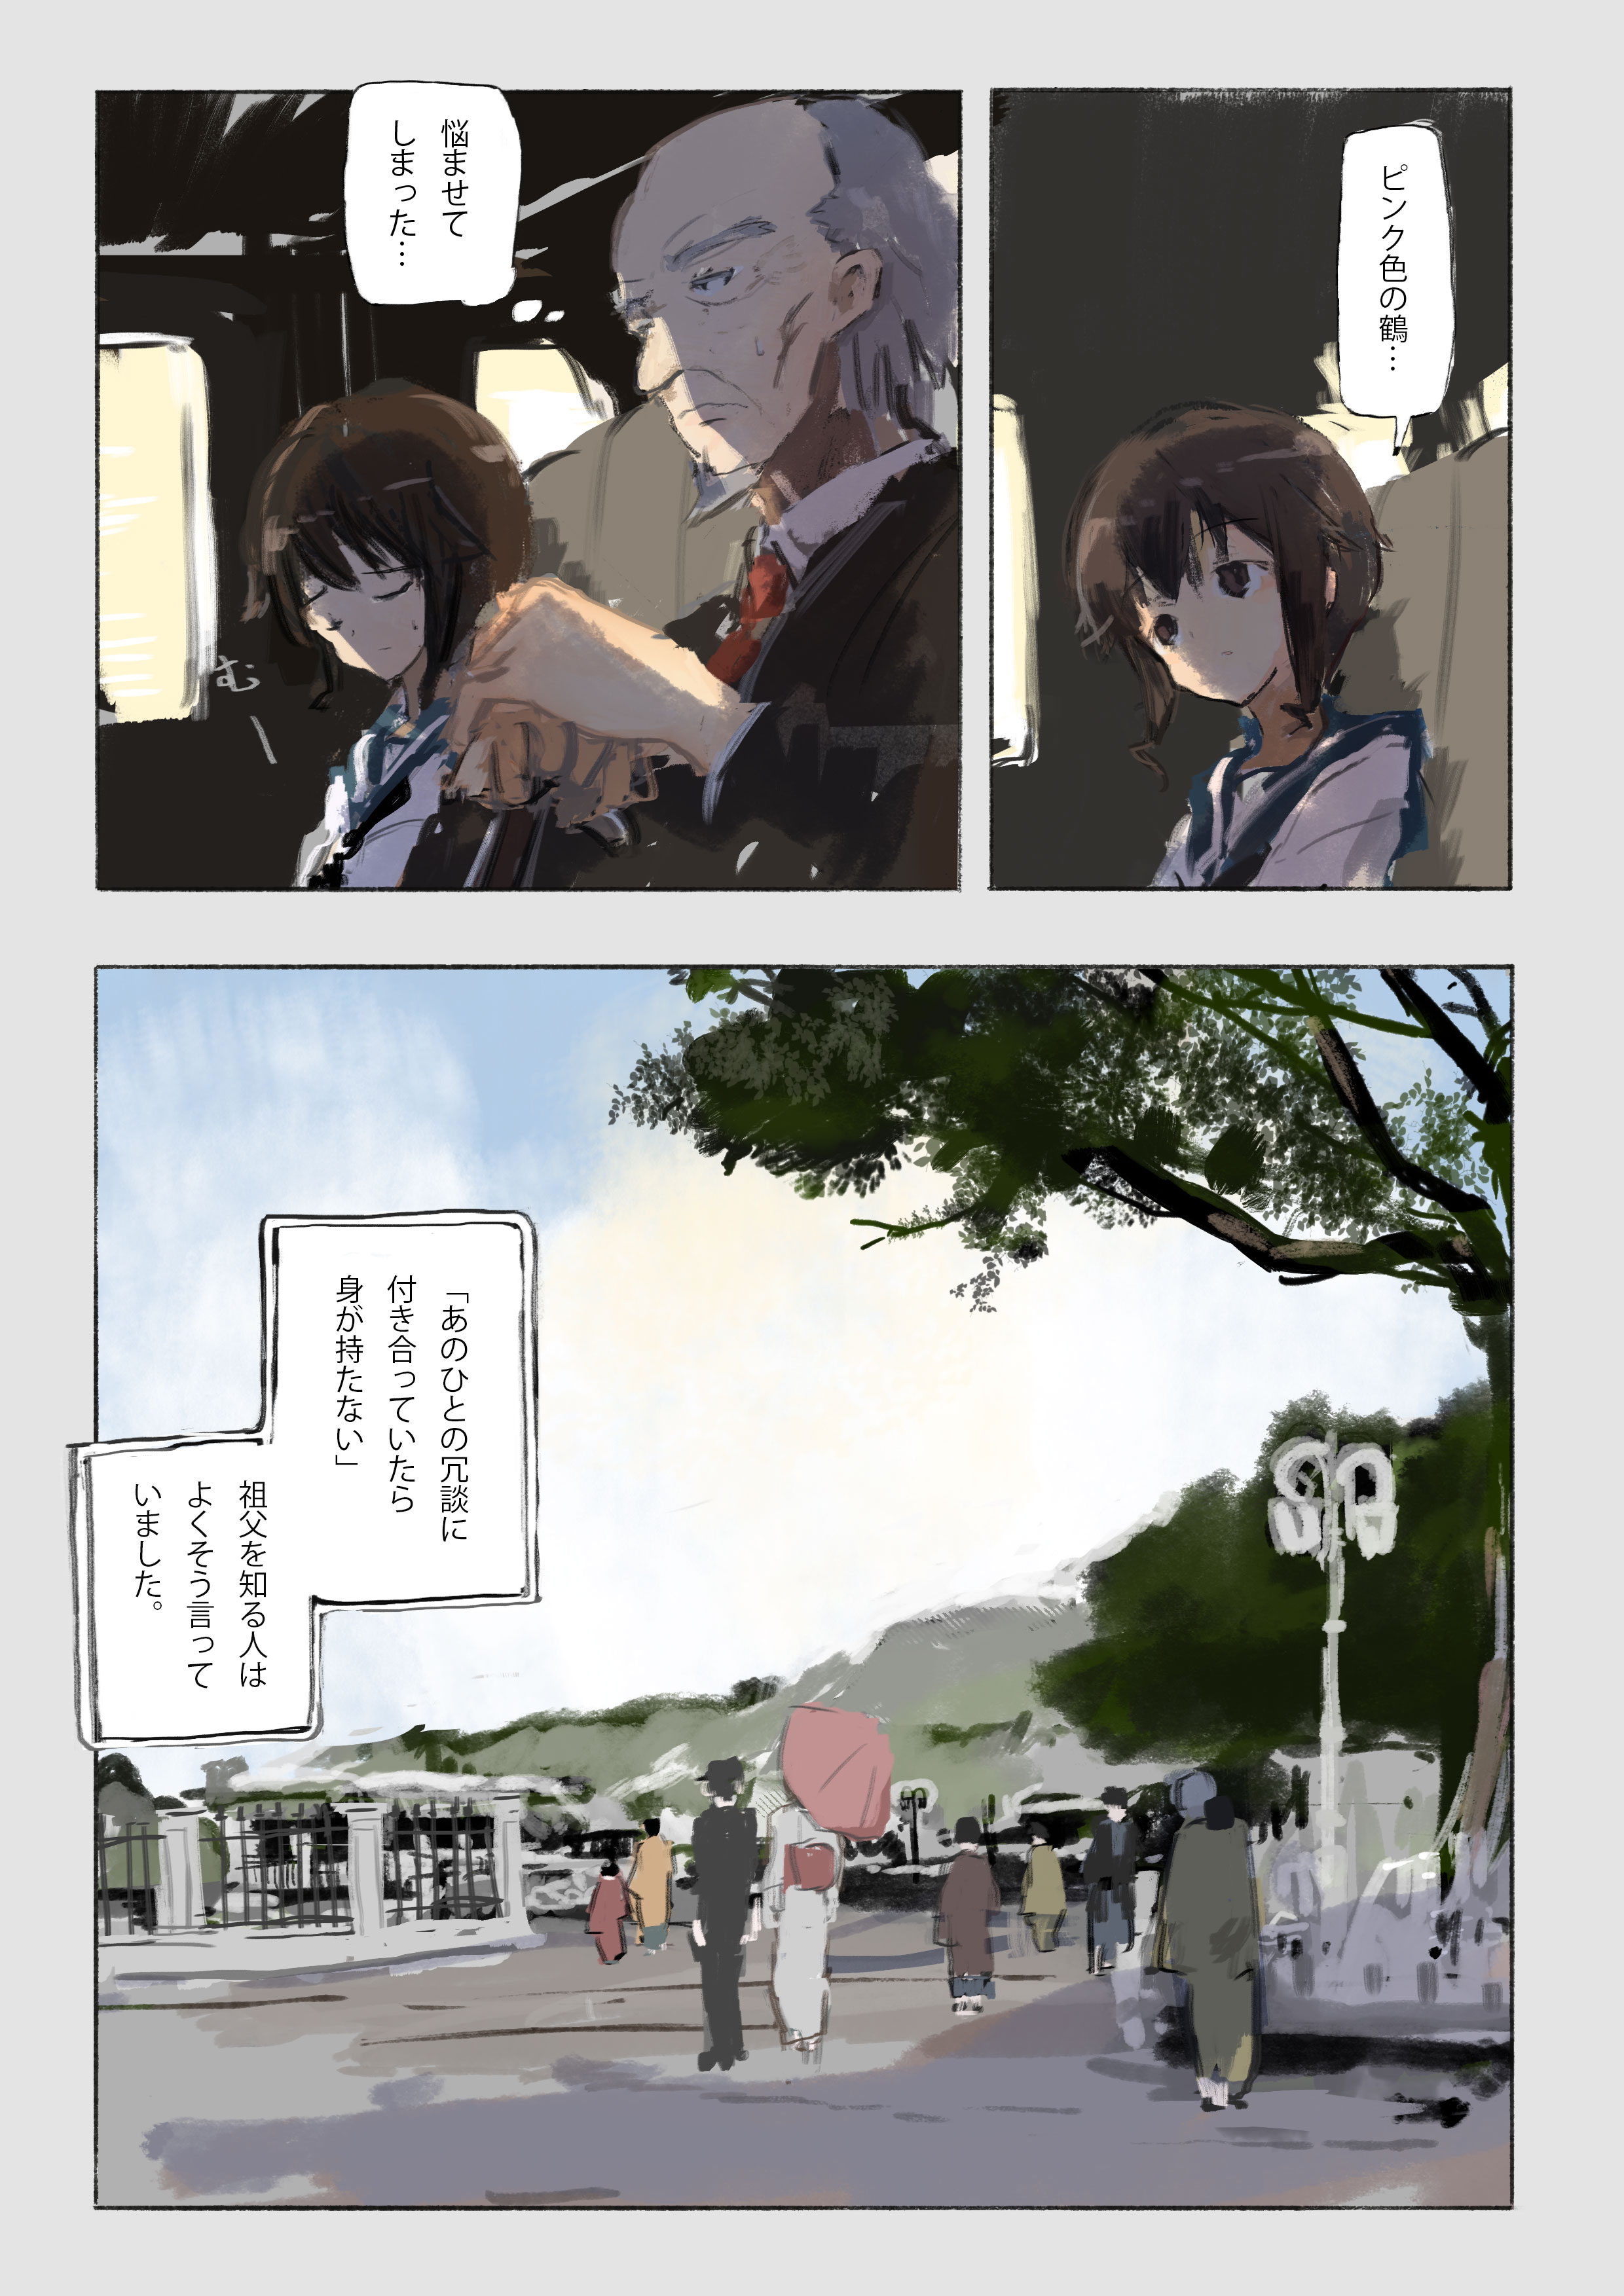 ピンク色の鶴…
悩ませて
しまった…
む
「あのひとの冗談に
付き合っていたら
身が持たない」
祖父を知る人は
よくそう言って
いました。